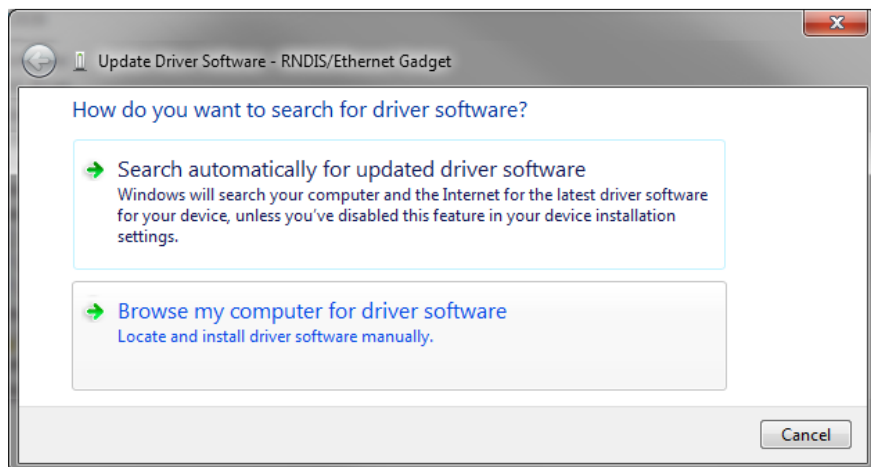 Update Driver Software - RNDIS/Ethernet Gadget
How do you want to search for driver software?
Search automatically for updated driver software
Windows will search your computer and the Internet for the latest driver software
for your device, unless you've disabled this feature in your device installation
settings.
Browse my computer for driver software
Locate and install driver software manually.
Cancel